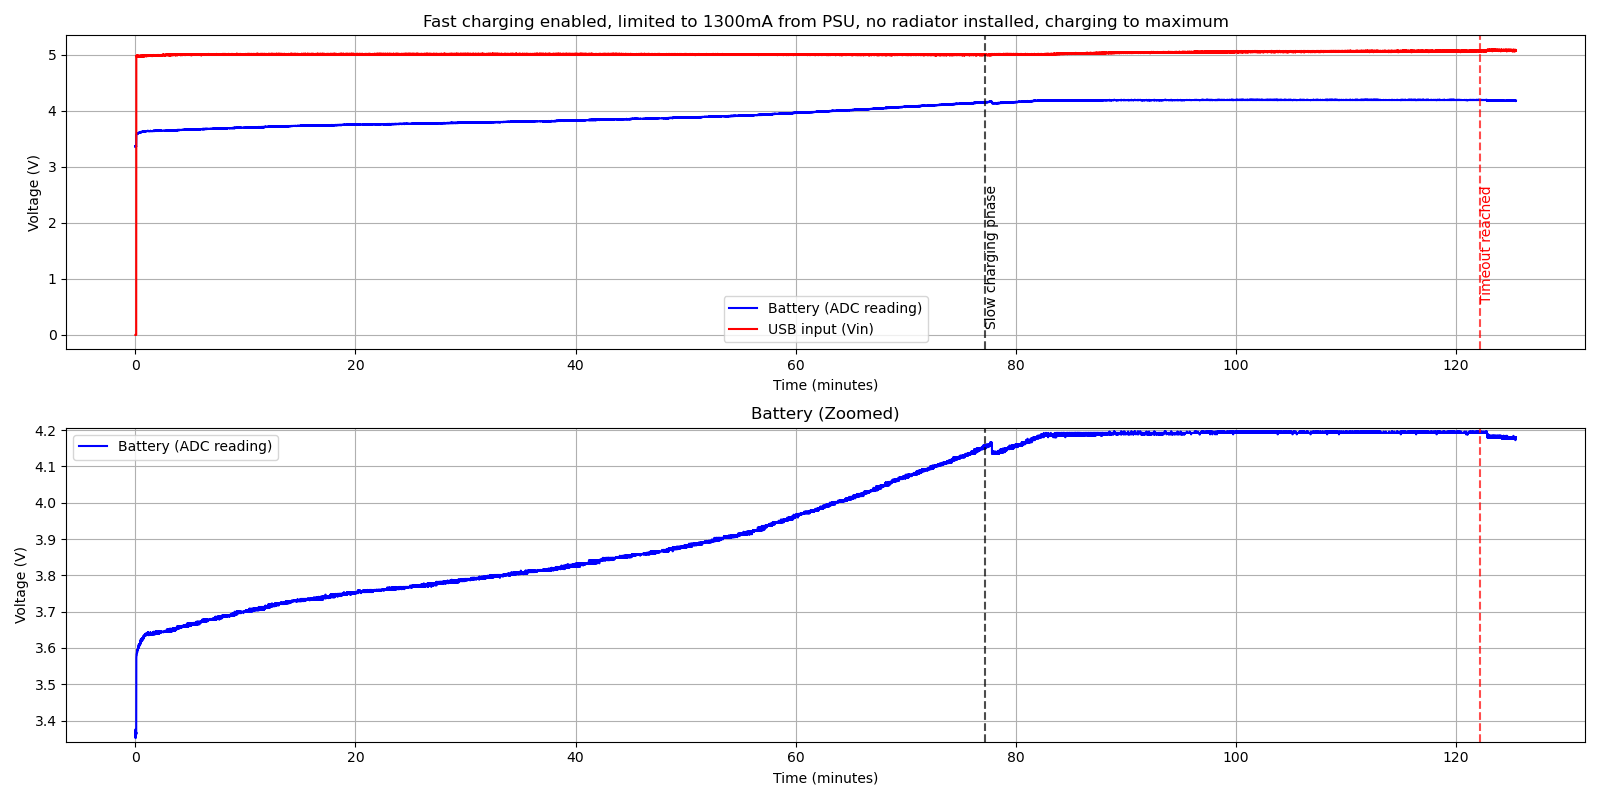 Fast charging enabled, limited to 1300mA from PSU, no radiator installed, charging to maximum
Voltage (V)
5
4
3
2
1
0
Slow charging phase
Timeout reached
Battery (ADC reading)
USB input (Vin)
0 20 40 60 80 100 120
Time (minutes)
Battery (Zoomed)
Voltage (V)
Battery (ADC reading)
4.2
4.1
4.0
3.9
3.8
3.7
3.6
3.5
3.4
0 20 40 60 80 100 120
Time (minutes)